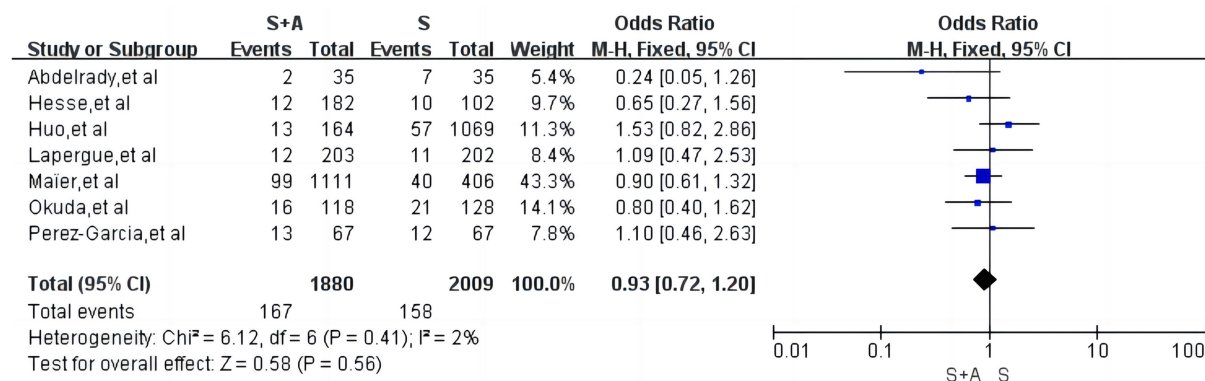 S+A S Odds Ratio Odds Ratio
Study or Subgroup Events Total Events Total Weight M-H, Fixed, 95% CI M-H, Fixed, 95% CI
Abdelrady,et al 2 35 7 35 5.4% 0.24 [0.05, 1.26]
Hesse,et al 12 182 10 102 9.7% 0.65 [0.27, 1.56]
Huo,et al 13 164 57 1069 11.3% 1.53 [0.82, 2.86]
Lapergue,et al 12 203 11 202 8.4% 1.09 [0.47, 2.53]
Maïer,et al 99 1111 40 406 43.3% 0.90 [0.61, 1.32]
Okuda,et al 16 118 21 128 14.1% 0.80 [0.40, 1.62]
Perez-Garcia,et al 13 67 12 67 7.8% 1.10 [0.46, 2.63]
Total (95% CI) 1880 2009 100.0% 0.93 [0.72, 1.20]
Total events 167 158
Heterogeneity: Chi² = 6.12, df = 6 (P = 0.41); I² = 2%
Test for overall effect: Z = 0.58 (P = 0.56)
0.01 0.1 1 10 100
S+A S